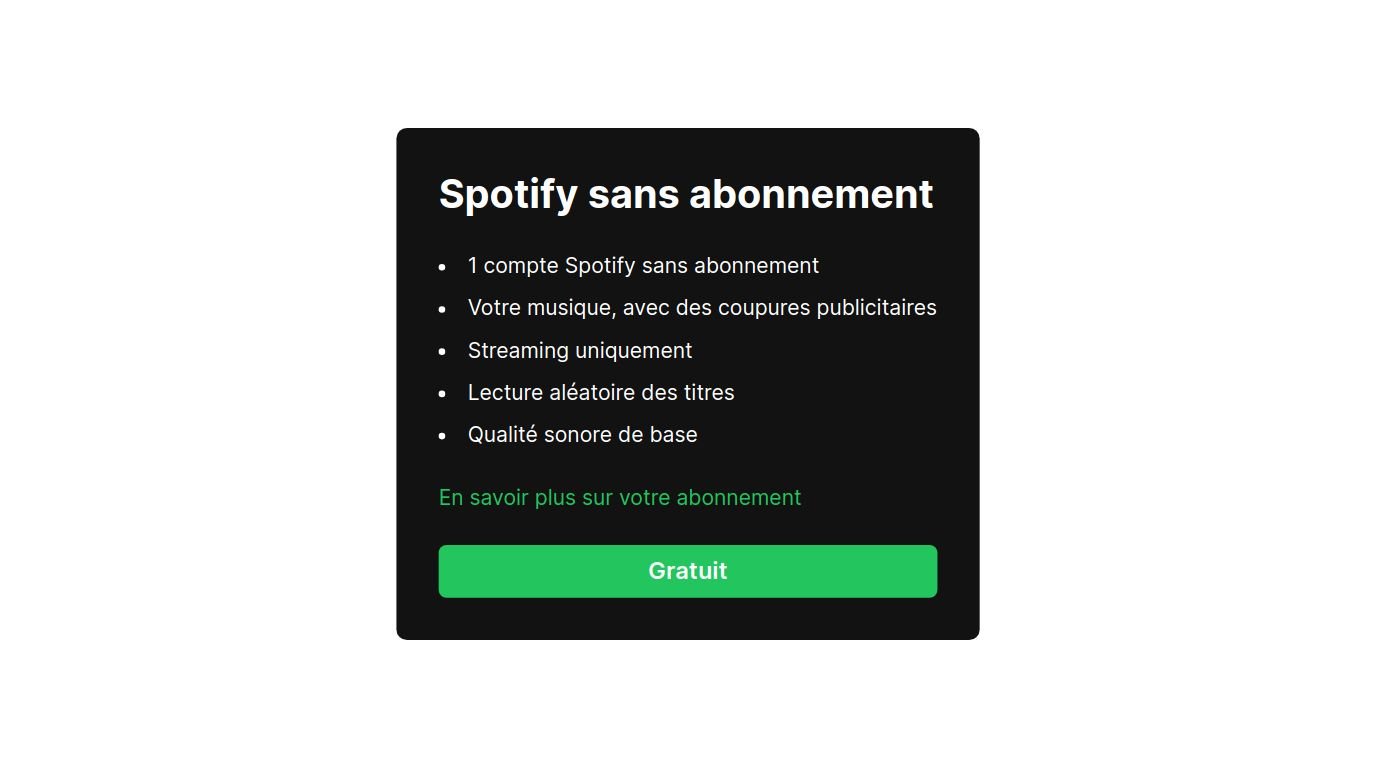 Spotify sans abonnement
1 compte Spotify sans abonnement
Votre musique, avec des coupures publicitaires
Streaming uniquement
Lecture aléatoire des titres
Qualité sonore de base
En savoir plus sur votre abonnement
Gratuit